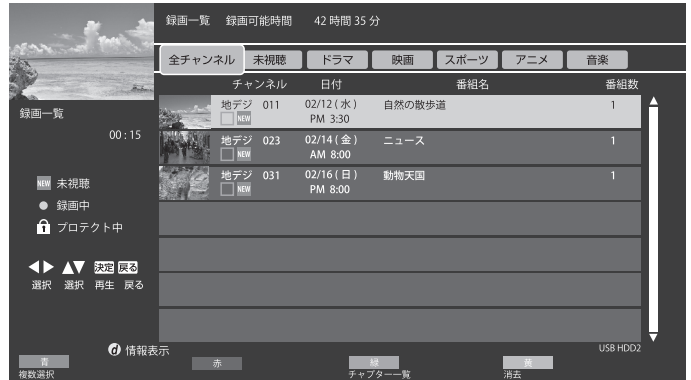 録画一覧 録画可能時間 42 時間 35 分
全チャンネル 未視聴 ドラマ 映画 スポーツ アニメ 音楽
チャンネル 日付 番組名 番組数
録画一覧
00:15
地デジ 011 02/12 ( 水 ) 自然の散歩道 1
NEW PM 3:30
地デジ 023 02/14 ( 金 ) ニュース 1
NEW AM 8:00
地デジ 031 02/16 ( 日 ) 動物天国 1
NEW PM 8:00
NEW 未視聴
録画中
プロテクト中
決定 戻る
選択 選択 再生 戻る
d 情報表示
USB HDD2
青 赤 緑 黄
複数選択 チャプター一覧 消去